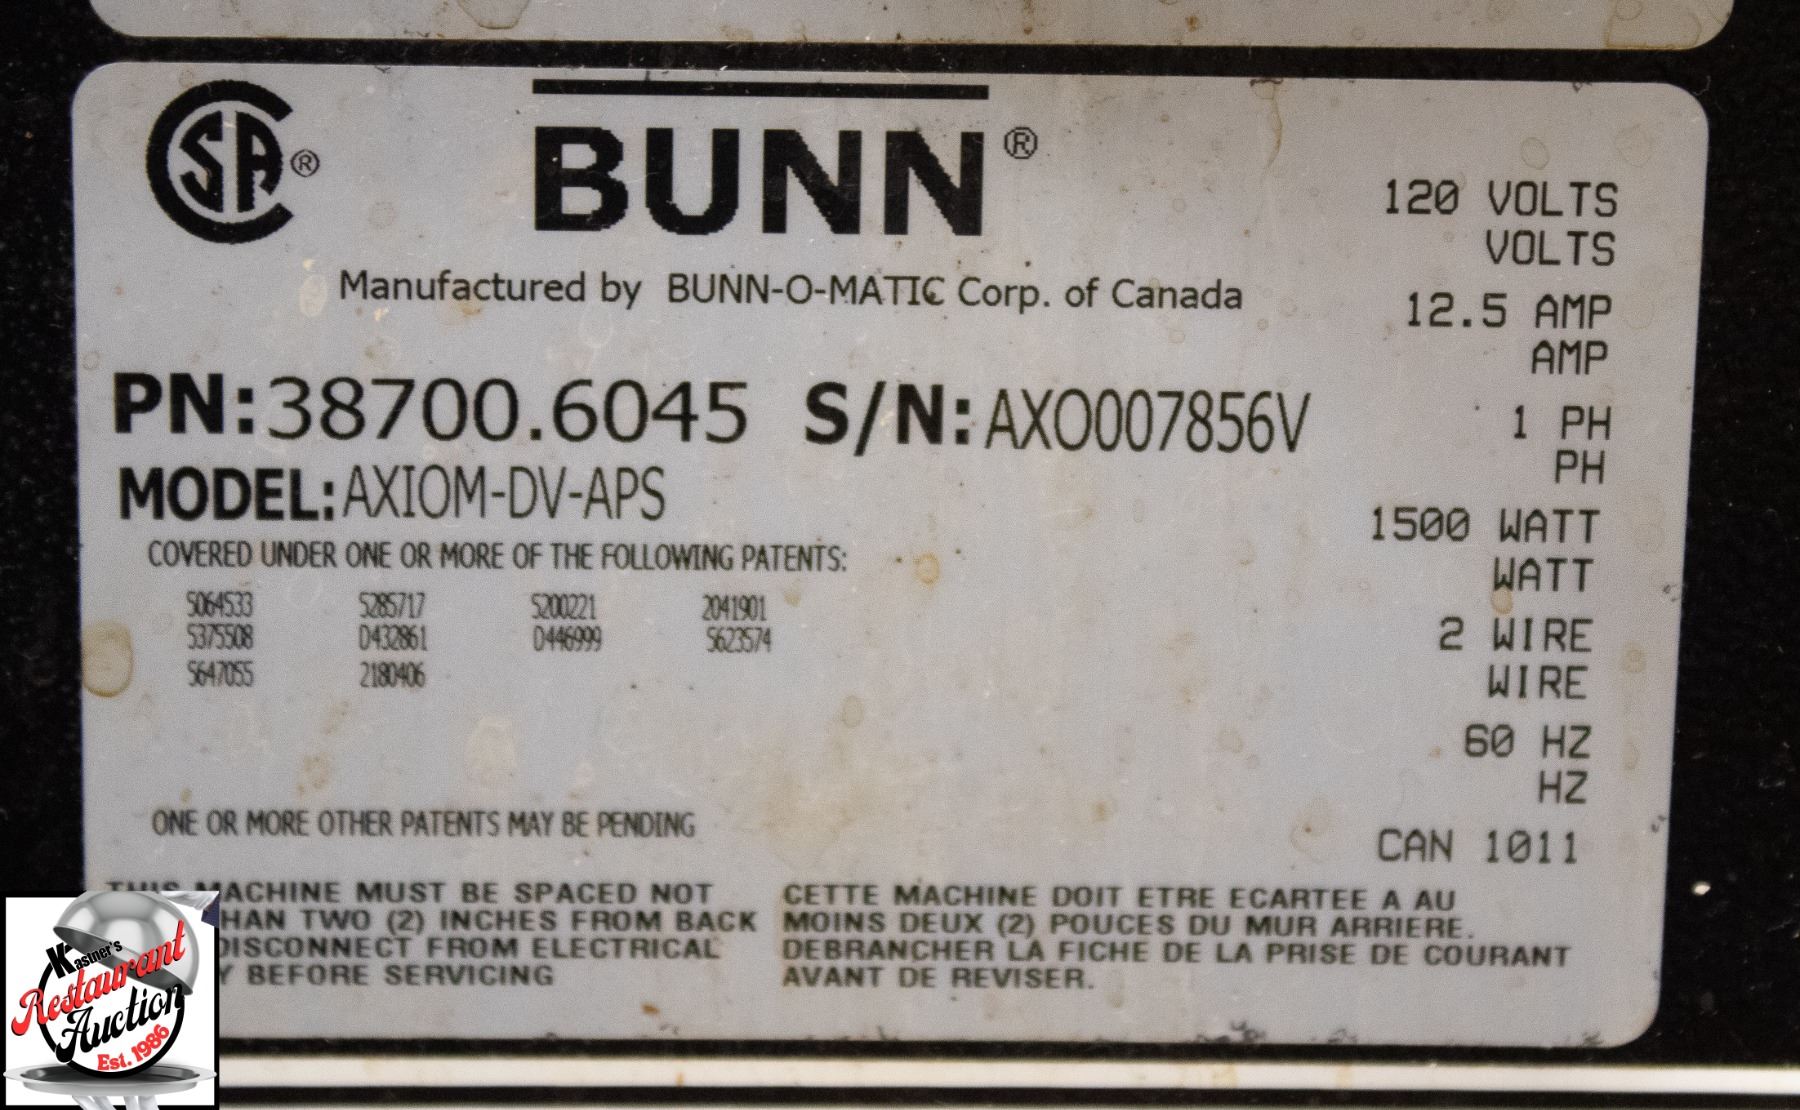 CSA®
BUNN®
Manufactured by BUNN-O-MATIC Corp. of Canada
PN:38700.6045 S/N:AXO007856V
MODEL:AXIOM-DV-APS
COVERED UNDER ONE OR MORE OF THE FOLLOWING PATENTS:
5064533 5285717 5200221 2041901
5375508 D432861 D446999 5623574
5647055 2180406
ONE OR MORE OTHER PATENTS MAY BE PENDING
120 VOLTS
VOLTS
12.5 AMP
AMP
1 PH
PH
1500 WATT
WATT
2 WIRE
WIRE
60 HZ
HZ
CAN 1011
THIS MACHINE MUST BE SPACED NOT
HAN TWO (2) INCHES FROM BACK
DISCONNECT FROM ELECTRICAL
Y BEFORE SERVICING
CETTE MACHINE DOIT ETRE ECARTEE A AU
MOINS DEUX (2) POUCES DU MUR ARRIERE.
DEBRANCHER LA FICHE DE LA PRISE DE COURANT
AVANT DE REVISER.
Kastner's
Restaurant
Auction
Est. 1986